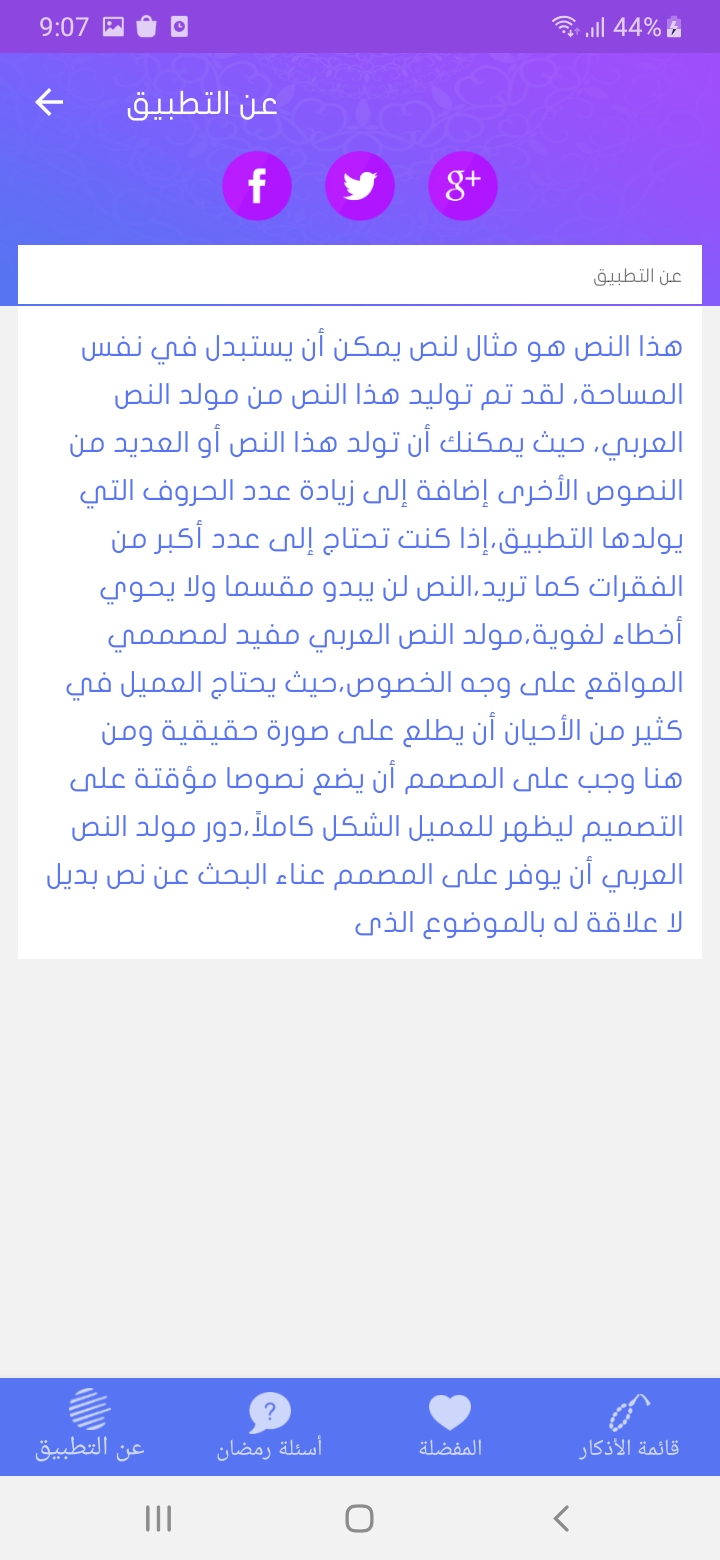 9:07
44%
عن التطبيق
f
g+
عن التطبيق
هذا النص هو مثال لنص يمكن أن يستبدل في نفس
المساحة، لقد تم توليد هذا النص من مولد النص
العربي، حيث يمكنك أن تولد هذا النص أو العديد من
النصوص الأخرى إضافة إلى زيادة عدد الحروف التي
يولدها التطبيق،إذا كنت تحتاج إلى عدد أكبر من
الفقرات كما تريد،النص لن يبدو مقسما ولا يحوي
أخطاء لغوية،مولد النص العربي مفيد لمصممي
المواقع على وجه الخصوص،حيث يحتاج العميل في
كثير من الأحيان أن يطلع على صورة حقيقية ومن
هنا وجب على المصمم أن يضع نصوصا مؤقتة على
التصميم ليظهر للعميل الشكل كاملاً،دور مولد النص
العربي أن يوفر على المصمم عناء البحث عن نص بديل
لا علاقة له بالموضوع الذى
قائمة الأذكار
المفضلة
?
أسئلة رمضان
عن التطبيق